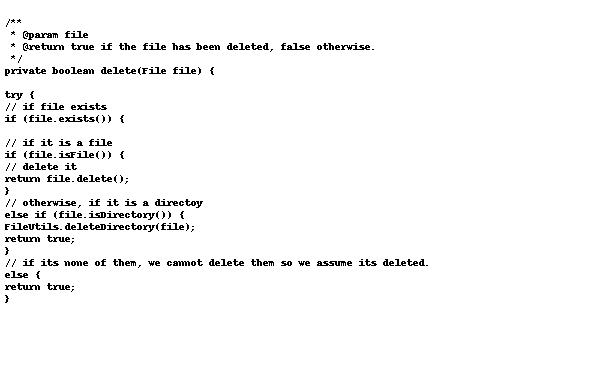 /**
* @param file
* @return true if the file has been deleted, false otherwise.
*/
private boolean delete(File file) {
try {
// if file exists
if (file.exists()) {
// if it is a file
if (file.isFile()) {
// delete it
return file.delete();
}
// otherwise, if it is a directoy
else if (file.isDirectory()) {
FileUtils.deleteDirectory(file);
return true;
}
// if its none of them, we cannot delete them so we assume its deleted.
else {
return true;
}